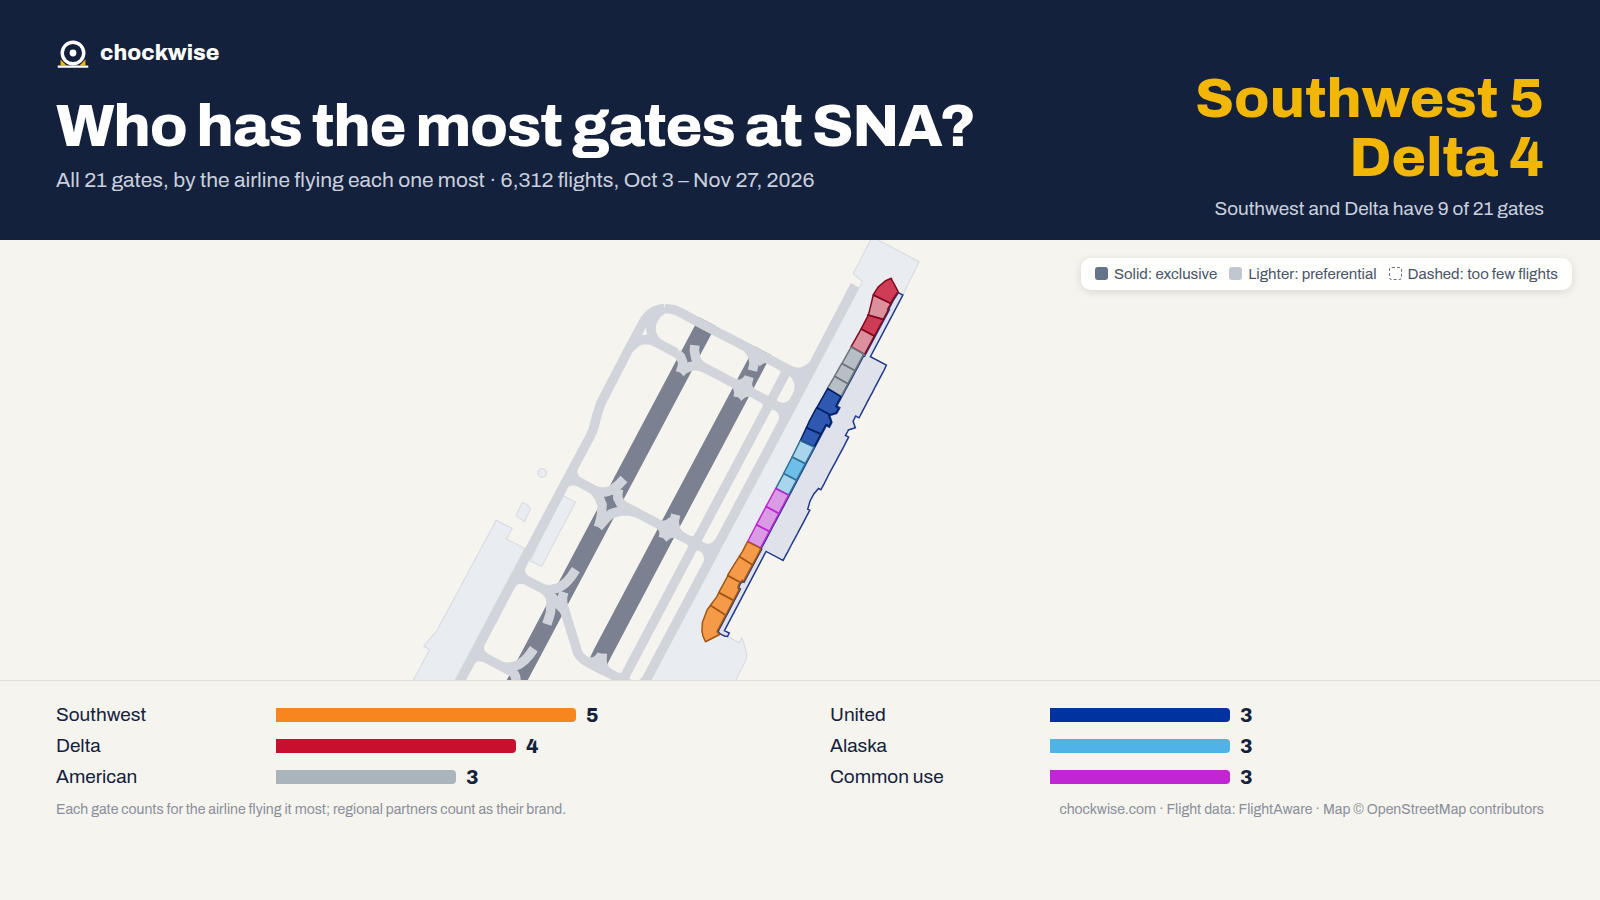 chockwise
Who has the most gates at SNA?
All 21 gates, by the airline flying each one most · 6,312 flights, Oct 3 – Nov 27, 2026
Southwest 5
Delta 4
Southwest and Delta have 9 of 21 gates
Solid: exclusive Lighter: preferential Dashed: too few flights
Southwest 5
Delta 4
American 3
United 3
Alaska 3
Common use 3
Each gate counts for the airline flying it most; regional partners count as their brand.
chockwise.com · Flight data: FlightAware · Map © OpenStreetMap contributors